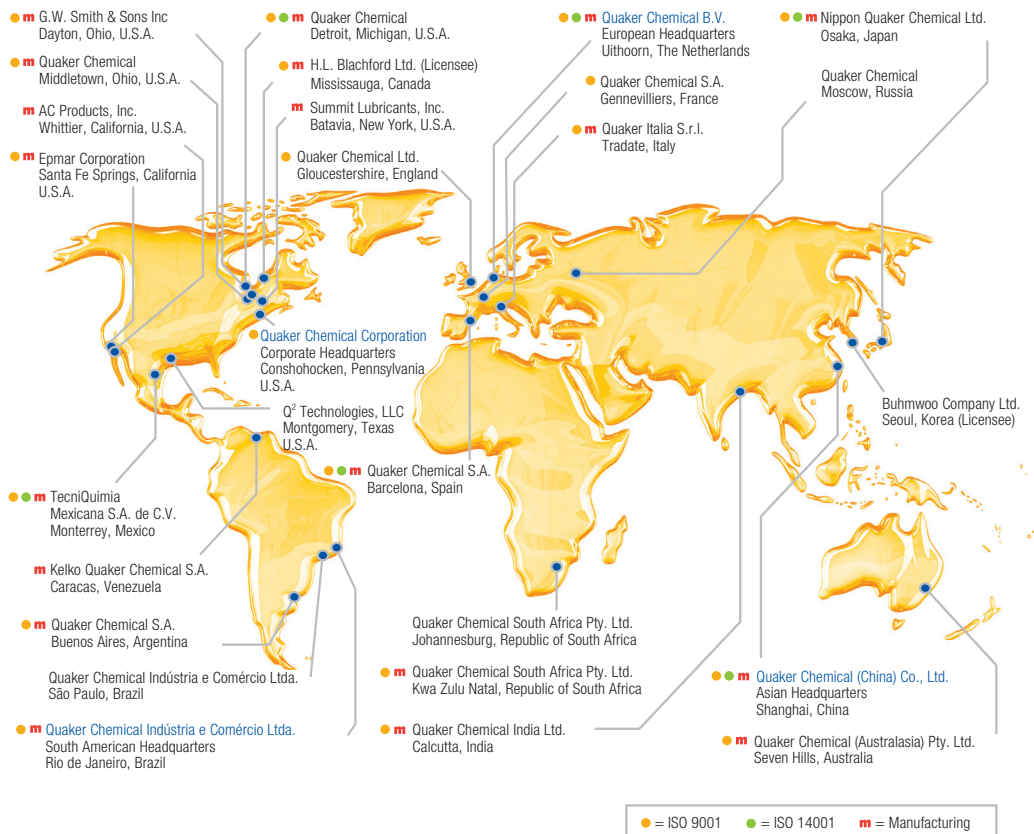 m G.W. Smith & Sons Inc
Dayton, Ohio, U.S.A.
m Quaker Chemical
Middletown, Ohio, U.S.A.
m AC Products, Inc.
Whittier, California, U.S.A.
m Epmar Corporation
Santa Fe Springs, California
U.S.A.
m Quaker Chemical
Detroit, Michigan, U.S.A.
m H.L. Blachford Ltd. (Licensee)
Mississauga, Canada
m Summit Lubricants, Inc.
Batavia, New York, U.S.A.
Quaker Chemical Ltd.
Gloucestershire, England
m Quaker Chemical B.V.
European Headquarters
Uithoorn, The Netherlands
Quaker Chemical S.A.
Gennevilliers, France
m Quaker Italia S.r.l.
Tradate, Italy
m Nippon Quaker Chemical Ltd.
Osaka, Japan
Quaker Chemical
Moscow, Russia
Quaker Chemical Corporation
Corporate Headquarters
Conshohocken, Pennsylvania
U.S.A.
Q2 Technologies, LLC
Montgomery, Texas
U.S.A.
m Quaker Chemical S.A.
Barcelona, Spain
Buhmwoo Company Ltd.
Seoul, Korea (Licensee)
m TecniQuimia
Mexicana S.A. de C.V.
Monterrey, Mexico
m Kelko Quaker Chemical S.A.
Caracas, Venezuela
m Quaker Chemical S.A.
Buenos Aires, Argentina
Quaker Chemical Indústria e Comércio Ltda.
São Paulo, Brazil
m Quaker Chemical Indústria e Comércio Ltda.
South American Headquarters
Rio de Janeiro, Brazil
Quaker Chemical South Africa Pty. Ltd.
Johannesburg, Republic of South Africa
m Quaker Chemical South Africa Pty. Ltd.
Kwa Zulu Natal, Republic of South Africa
m Quaker Chemical India Ltd.
Calcutta, India
m Quaker Chemical (China) Co., Ltd.
Asian Headquarters
Shanghai, China
m Quaker Chemical (Australasia) Pty. Ltd.
Seven Hills, Australia
= ISO 9001 = ISO 14001 m = Manufacturing